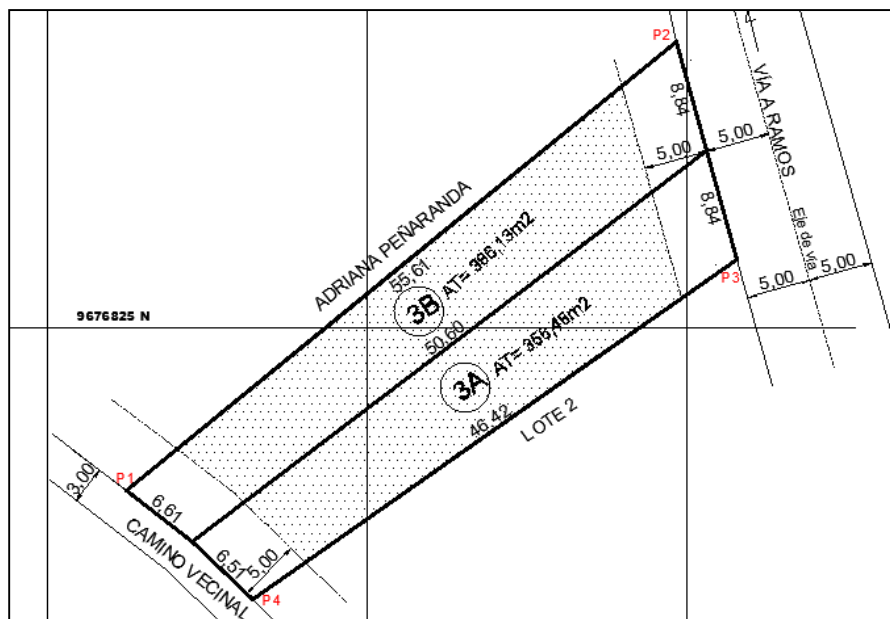 P2
8,84
VÍA A RAMOS
5,00
5,00
8,84
Eje de vía
P3
5,00
5,00
ADRIANA PEÑARANDA
55,61
3B
50,60
3A
46,42
LOTE 2
9676825 N
P1
3,00
6,61
CAMINO VECINAL
6,51
5,00
P4